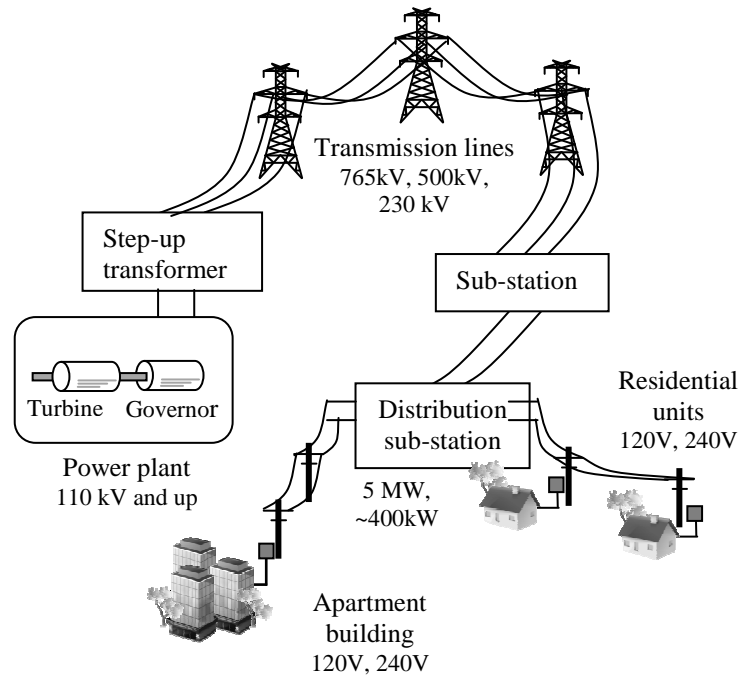 Transmission lines
765kV, 500kV,
230 kV
Step-up
transformer
Sub-station
Turbine
Governor
Power plant
110 kV and up
Distribution
sub-station
5 MW,
~400kW
Residential
units
120V, 240V
Apartment
building
120V, 240V